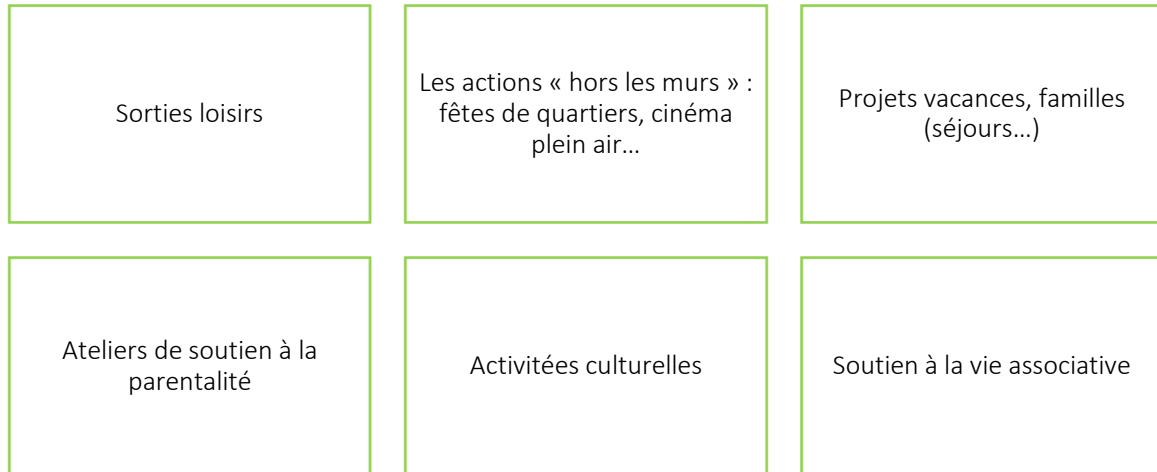 Sorties loisirs
Les actions « hors les murs » :
fêtes de quartiers, cinéma
plein air…
Projets vacances, familles
(séjours…)
Ateliers de soutien à la
parentalité
Activitées culturelles
Soutien à la vie associative